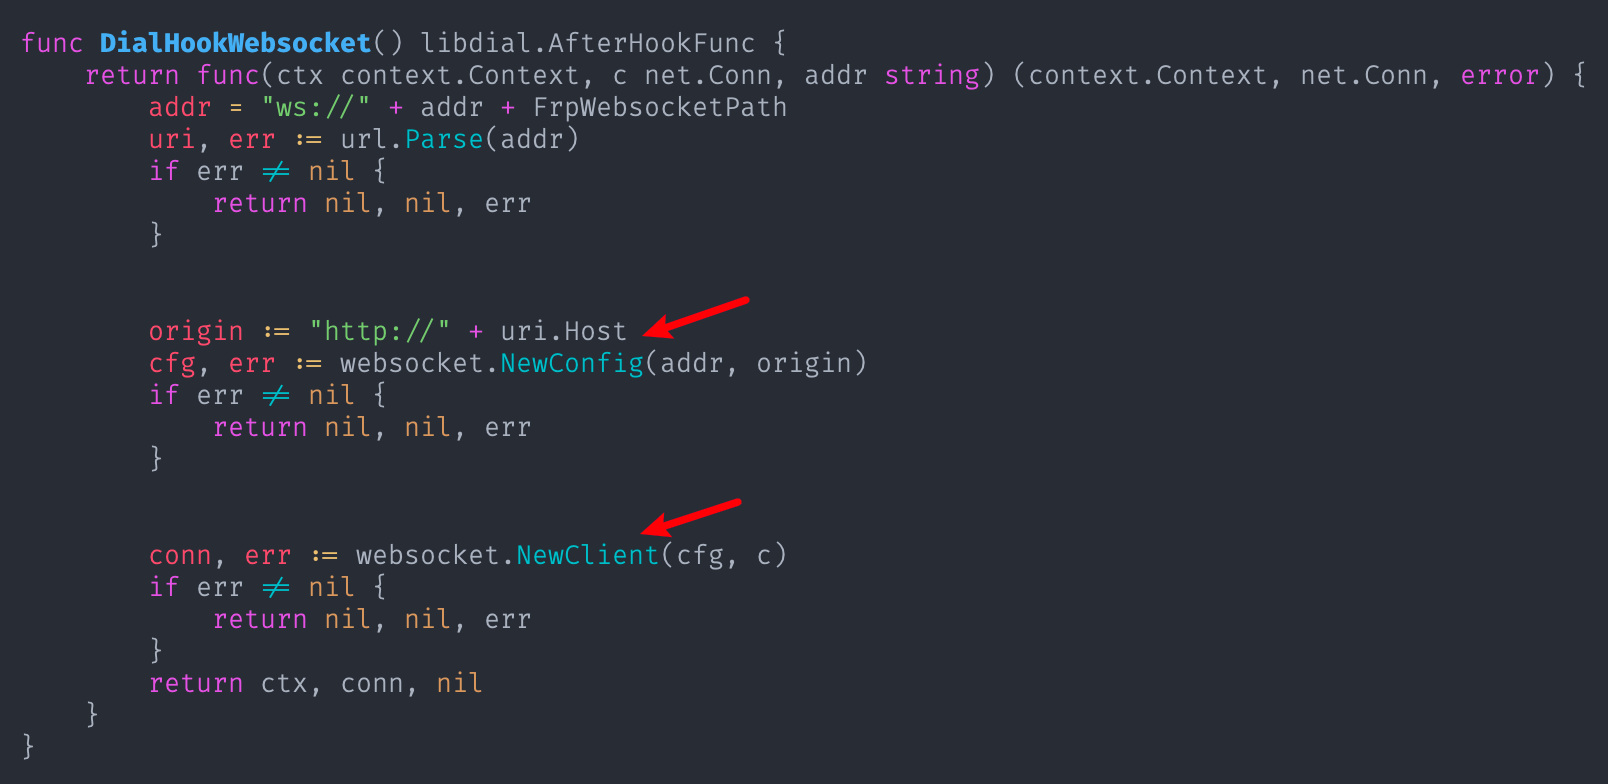 func DialHookWebsocket() libdial.AfterHookFunc {
    return func(ctx context.Context, c net.Conn, addr string) (context.Context, net.Conn, error) {
        addr = "ws://" + addr + FrpWebsocketPath
        uri, err := url.Parse(addr)
        if err != nil {
            return nil, nil, err
        }
        origin := "http://" + uri.Host
        cfg, err := websocket.NewConfig(addr, origin)
        if err != nil {
            return nil, nil, err
        }
        conn, err := websocket.NewClient(cfg, c)
        if err != nil {
            return nil, nil, err
        }
        return ctx, conn, nil
    }
}